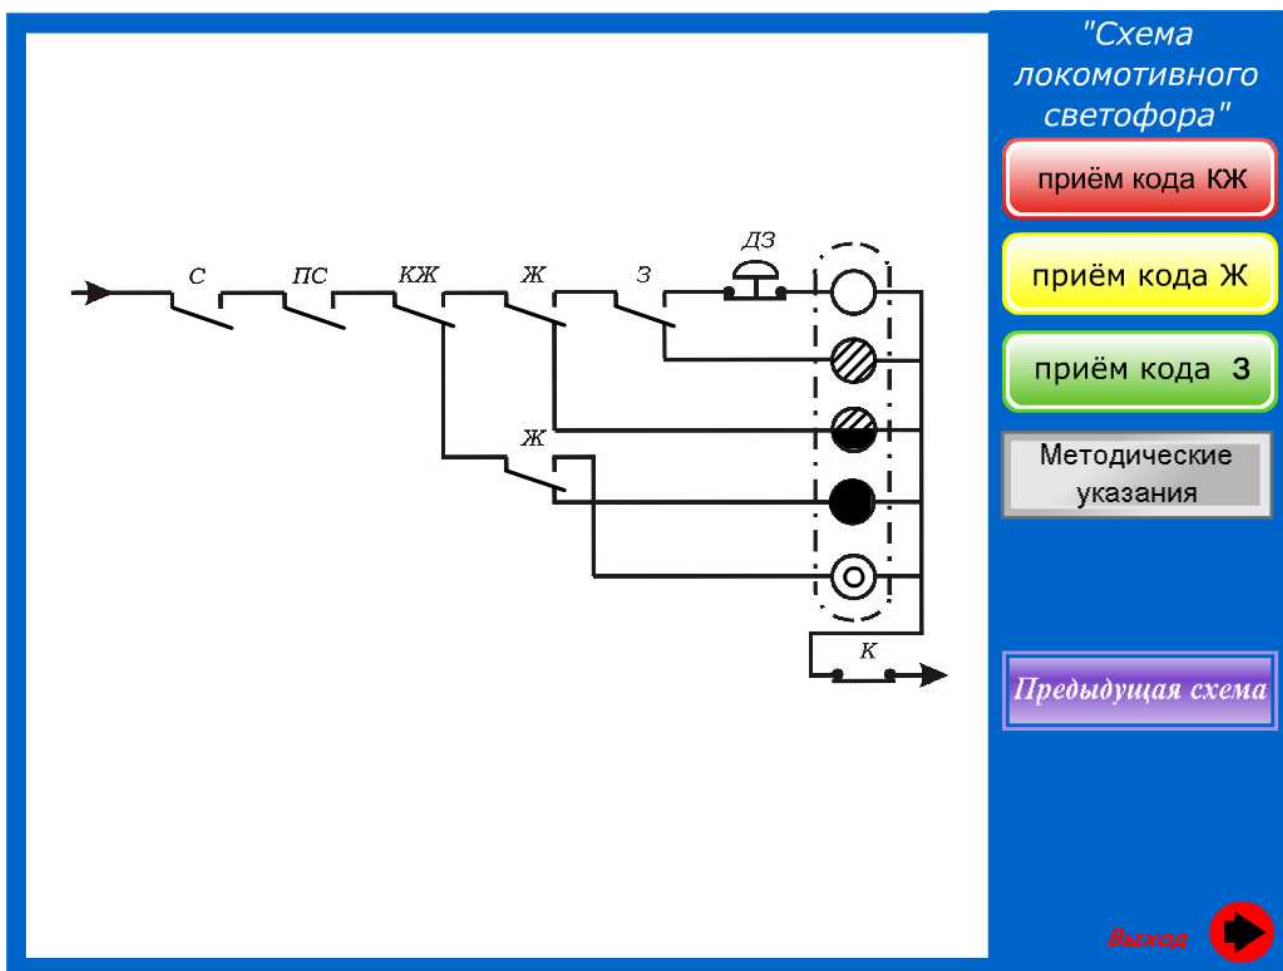 "Схема
локомотивного
светофора"
приём кода КЖ
приём кода Ж
приём кода З
Методические
указания
Предыдущая схема
Выход
ДЗ
С ПС КЖ Ж З
Ж
К